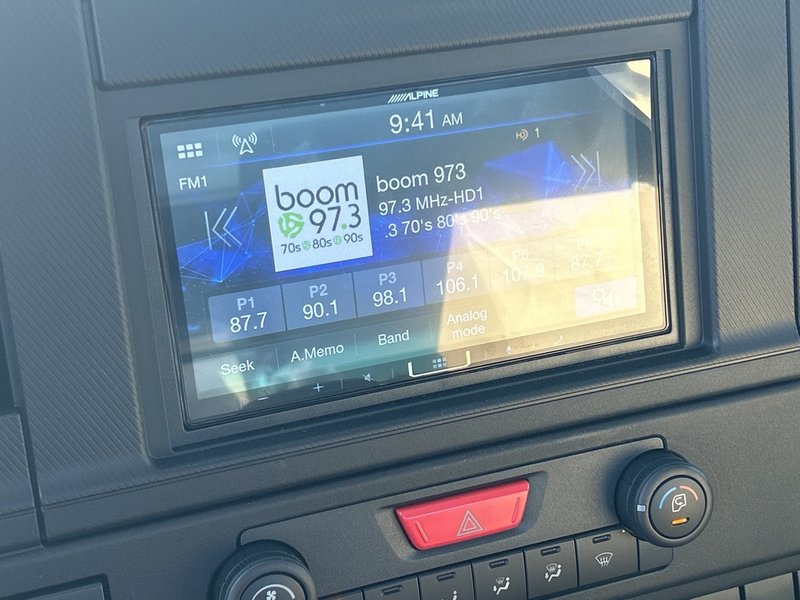 ALPINE
9:41 AM
HD 1
FM1
boom
97.3
70s 80s 90s
boom 973
97.3 MHz-HD1
.3 70's 80's 90's
P1 P2 P3 P4 P5 P6
87.7 90.1 98.1 106.1 107.9 87.7
Seek A.Memo Band Analog mode